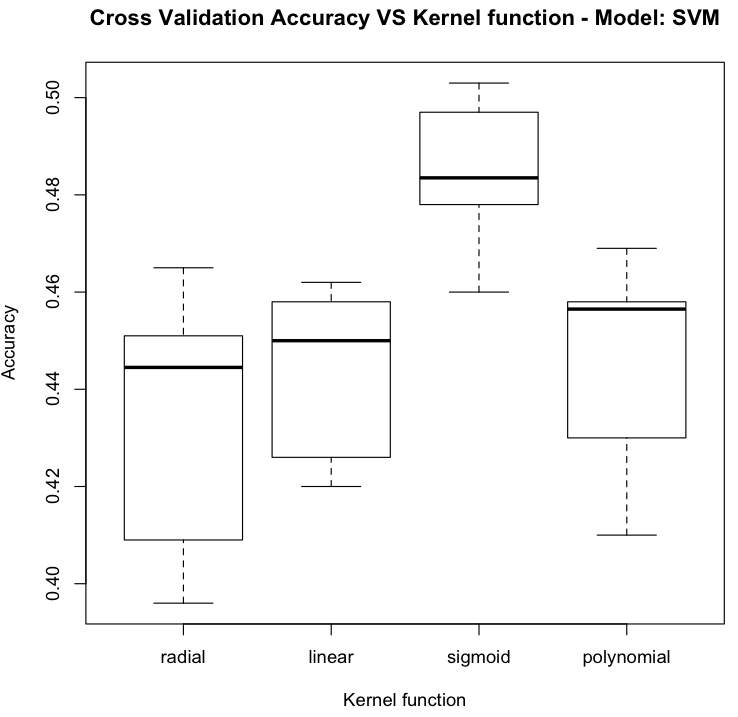 Cross Validation Accuracy VS Kernel function - Model: SVM
Accuracy
0.50
0.48
0.46
0.44
0.42
0.40
radial linear sigmoid polynomial
Kernel function